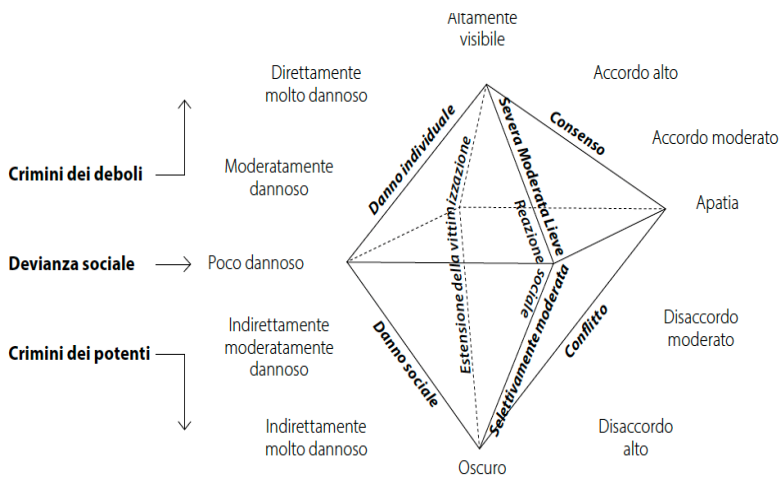 Altamente
visibile
Direttamente
molto dannoso
Accordo alto
Severa Moderata Lieve
Consenso
Danno individuale
Estensione della vittimizzazione
Accordo moderato
Crimini dei deboli
Moderatamente
dannoso
Reazione
sociale
Apatia
Devianza sociale
Poco dannoso
Selettivamente moderata
Danno sociale
Conflitto
Indirettamente
moderatamente
dannoso
Disaccordo
moderato
Crimini dei potenti
Indirettamente
molto dannoso
Disaccordo
alto
Oscuro